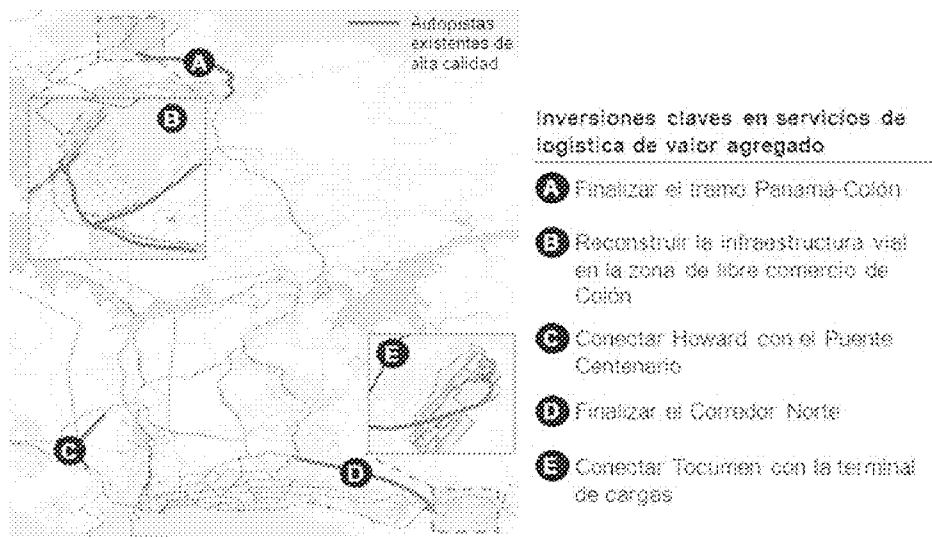 Autopistas
existentes de
alta calidad
A
B
C
D
E
Inversiones claves en servicios de
logística de valor agregado
A Finalizar el tramo Panamá-Colón
B Reconstruir la infraestructura vial
en la zona de libre comercio de
Colón
C Conectar Howard con el Puente
Centenario
D Finalizar el Corredor Norte
E Conectar Tocumen con la terminal
de cargas